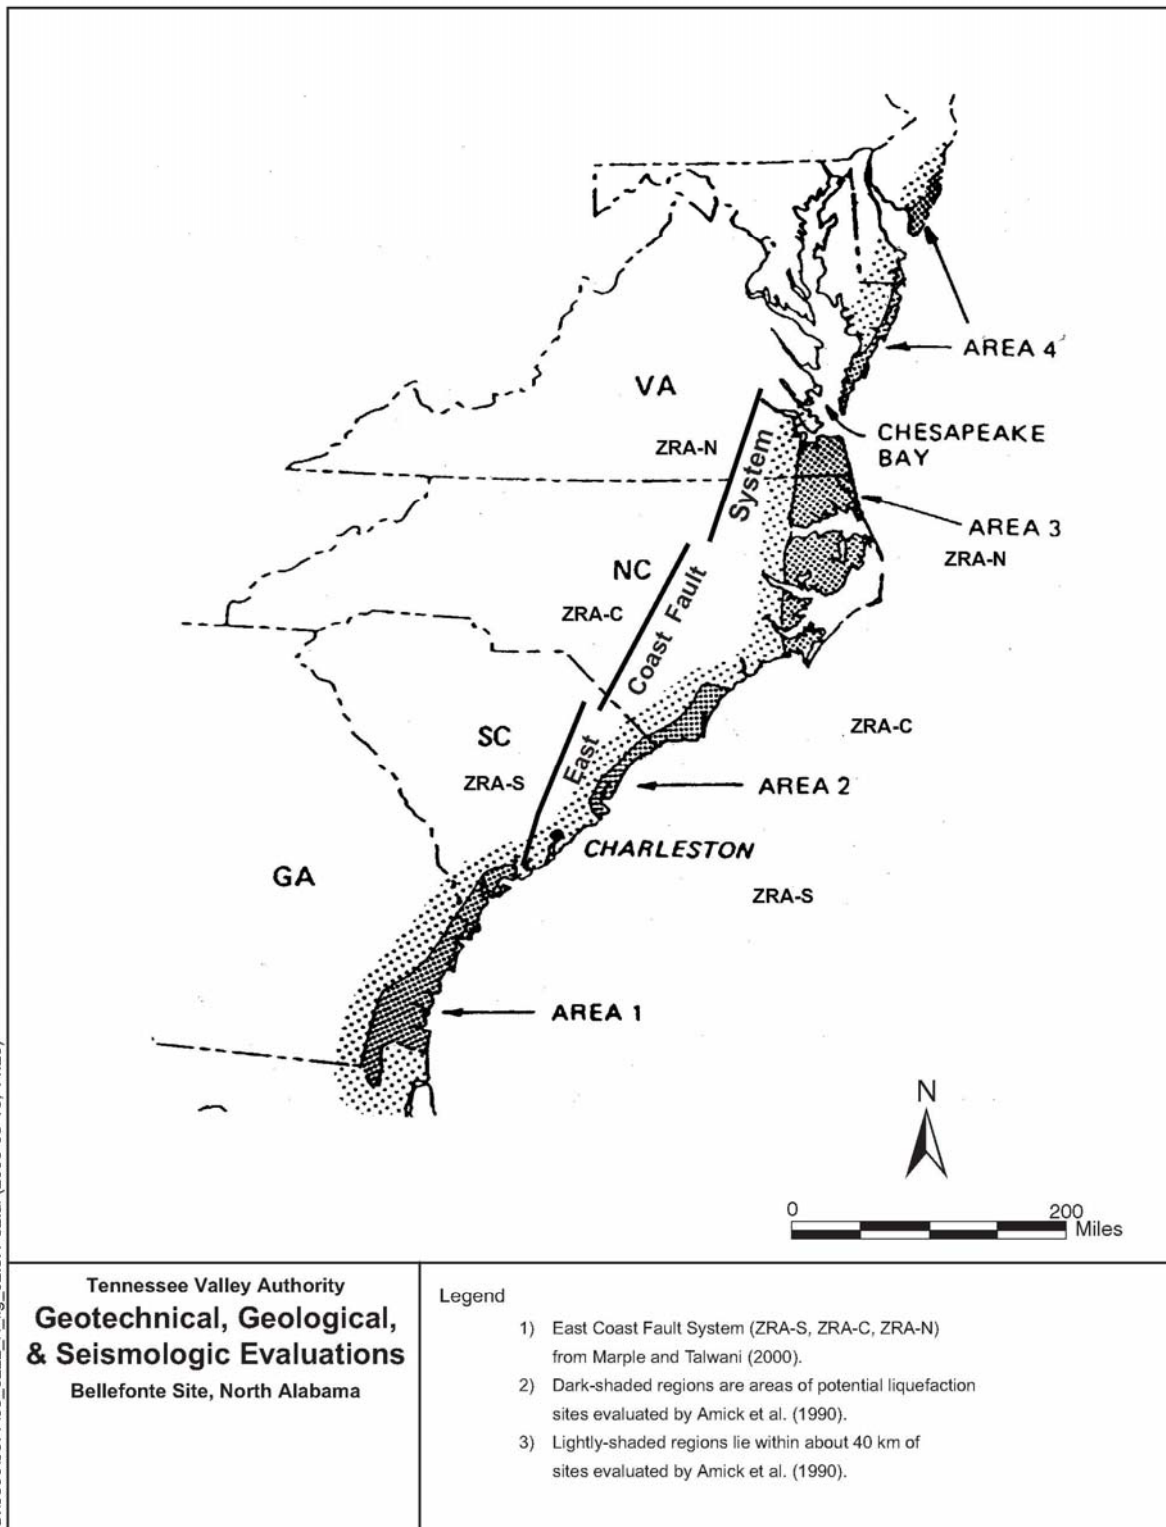 AREA 4
VA
CHESAPEAKE
BAY
ZRA-N
System
AREA 3
ZRA-N
NC
ZRA-C
Coast Fault
ZRA-C
SC
East
ZRA-S
AREA 2
CHARLESTON
GA
ZRA-S
AREA 1
N
0 200
Miles
Tennessee Valley Authority
Geotechnical, Geological,
& Seismologic Evaluations
Bellefonte Site, North Alabama
Legend
1) East Coast Fault System (ZRA-S, ZRA-C, ZRA-N)
from Marple and Talwani (2000).
2) Dark-shaded regions are areas of potential liquefaction
sites evaluated by Amick et al. (1990).
3) Lightly-shaded regions lie within about 40 km of
sites evaluated by Amick et al. (1990).